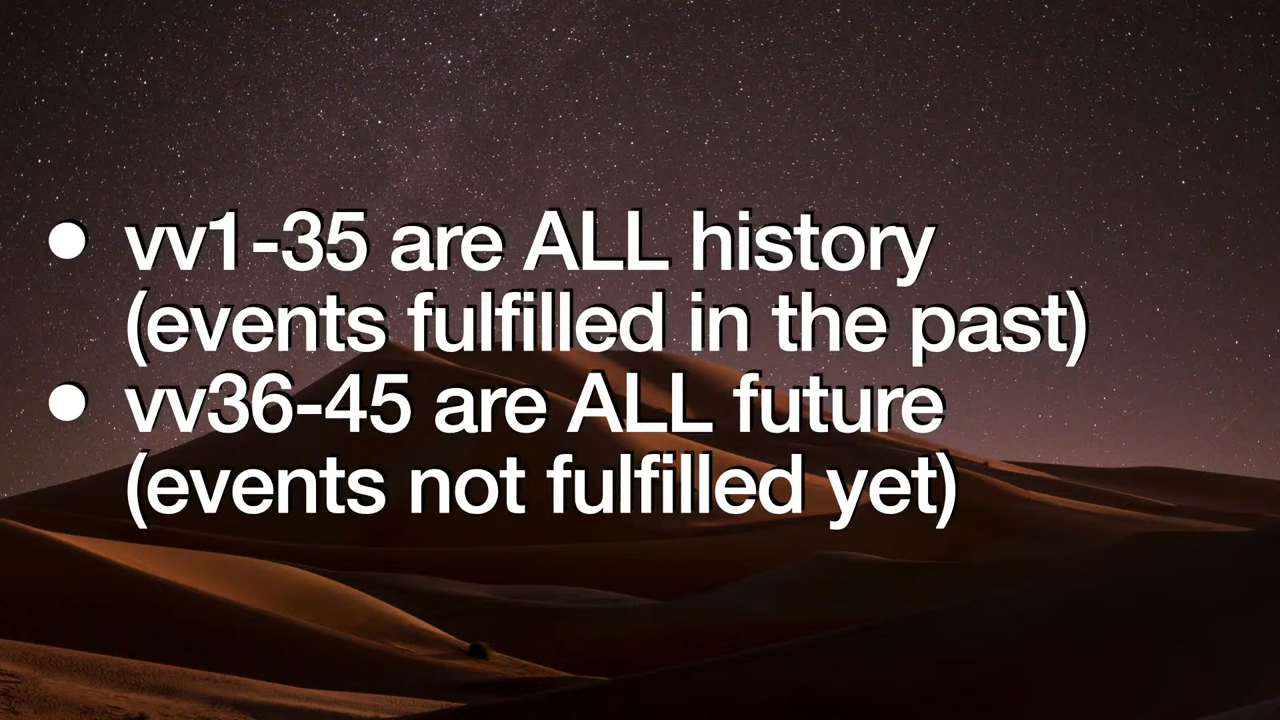 • vv1-35 are ALL history
(events fulfilled in the past)
• vv36-45 are ALL future
(events not fulfilled yet)